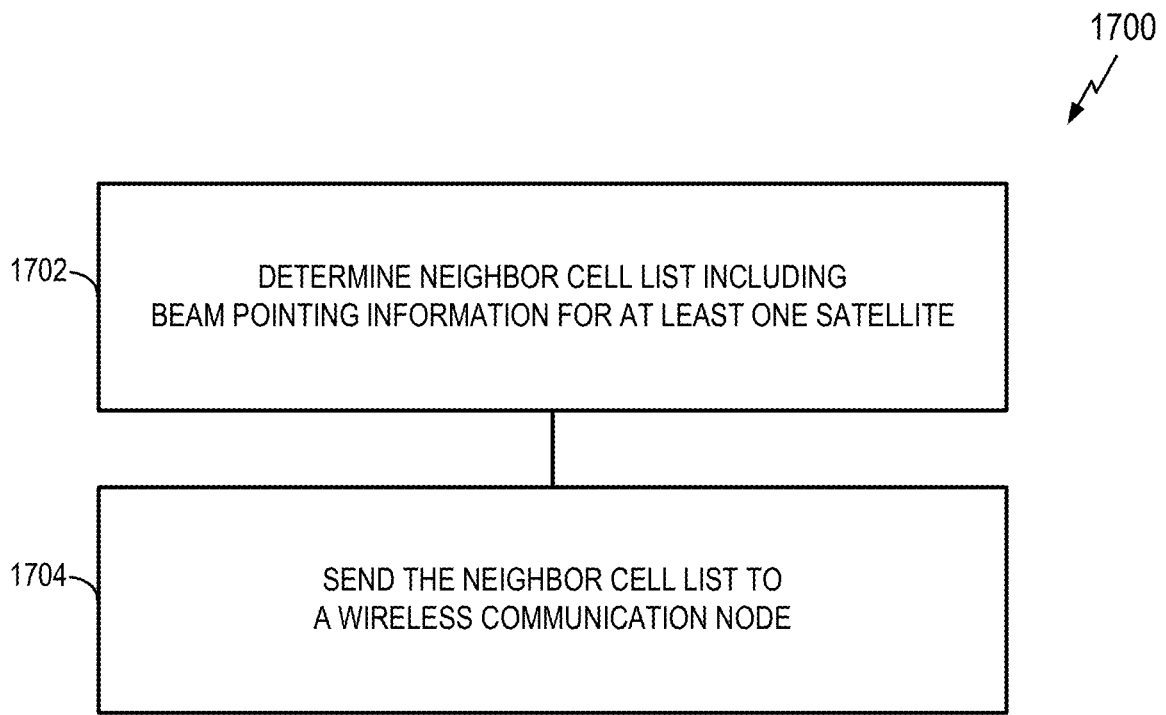 1700
1702
DETERMINE NEIGHBOR CELL LIST INCLUDING
BEAM POINTING INFORMATION FOR AT LEAST ONE SATELLITE
1704
SEND THE NEIGHBOR CELL LIST TO
A WIRELESS COMMUNICATION NODE